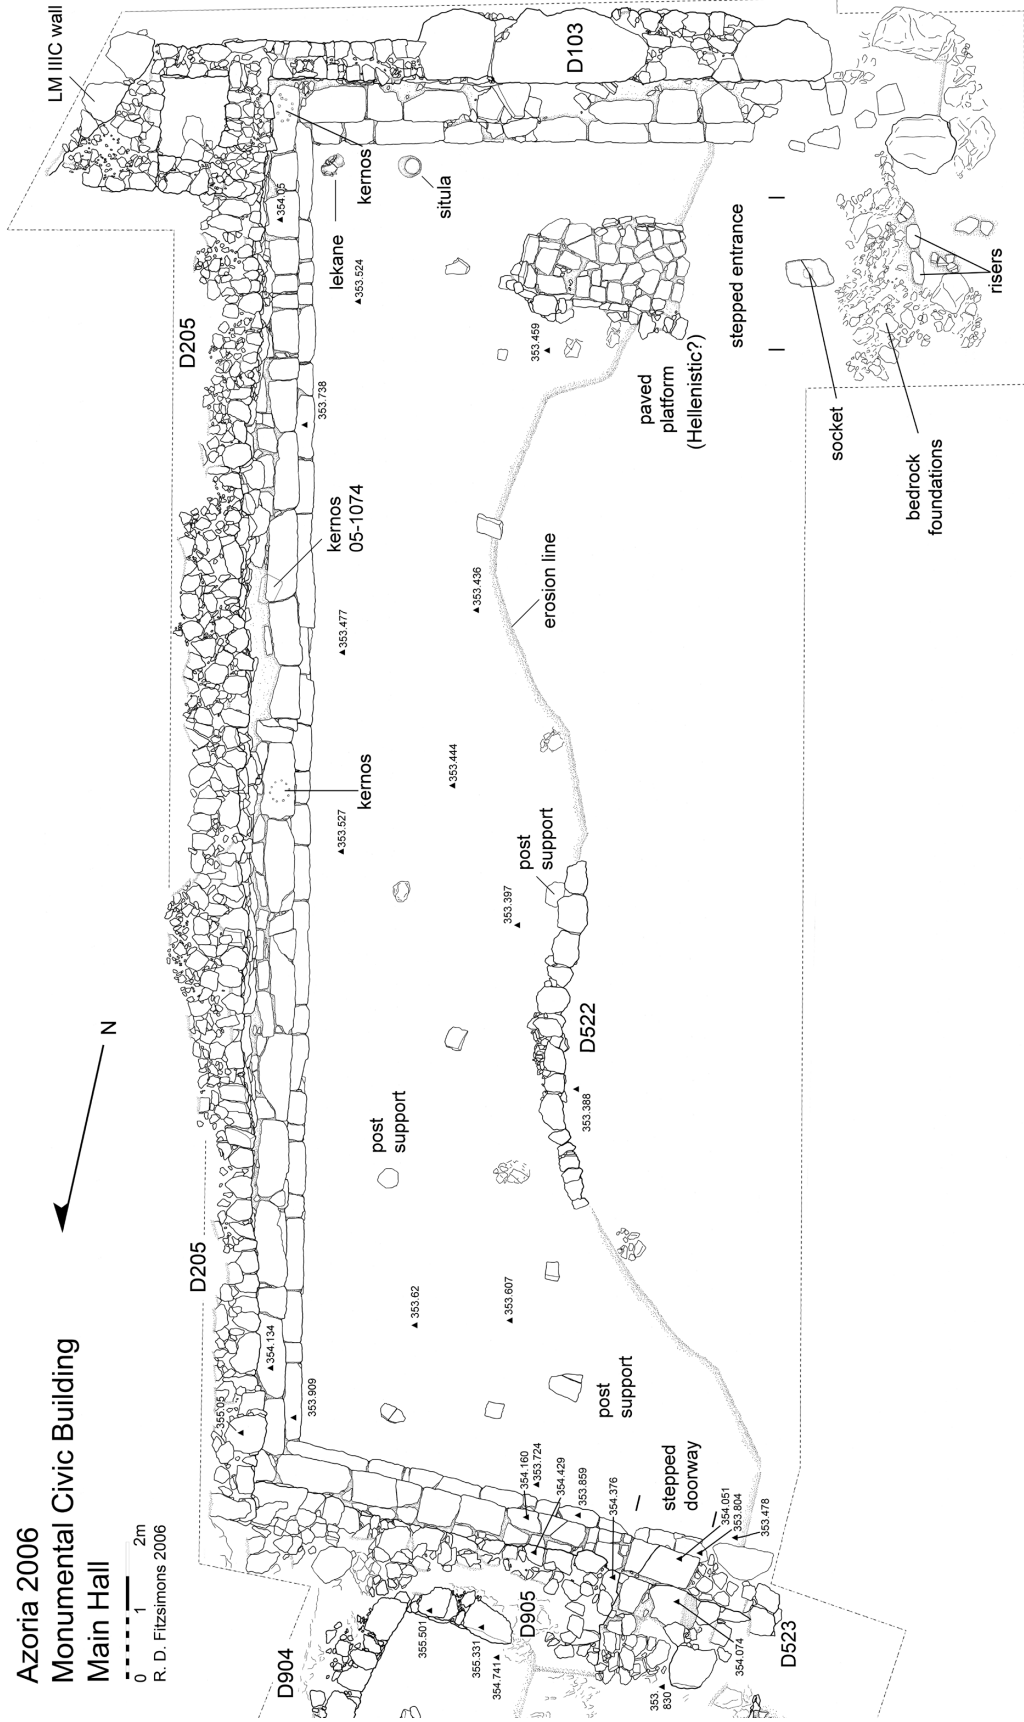 Azoria 2006
Monumental Civic Building
Main Hall
0 1 2m
R. D. Fitzsimons 2006
N
LM IIIC wall
D103
kernos
situla
lekane
354.05
353.524
D205
353.738
353.459
paved
platform
(Hellenistic?)
stepped entrance
risers
socket
bedrock
foundations
kernos
05-1074
353.477
353.436
erosion line
kernos
353.527
353.444
post
support
353.397
D522
353.388
post
support
D205
353.62
353.607
354.134
353.909
355.05
post
support
stepped
doorway
354.160
353.724
354.429
353.859
354.376
354.051
353.804
353.478
D904
355.501
355.331
354.741
D905
353.
830
354.074
D523